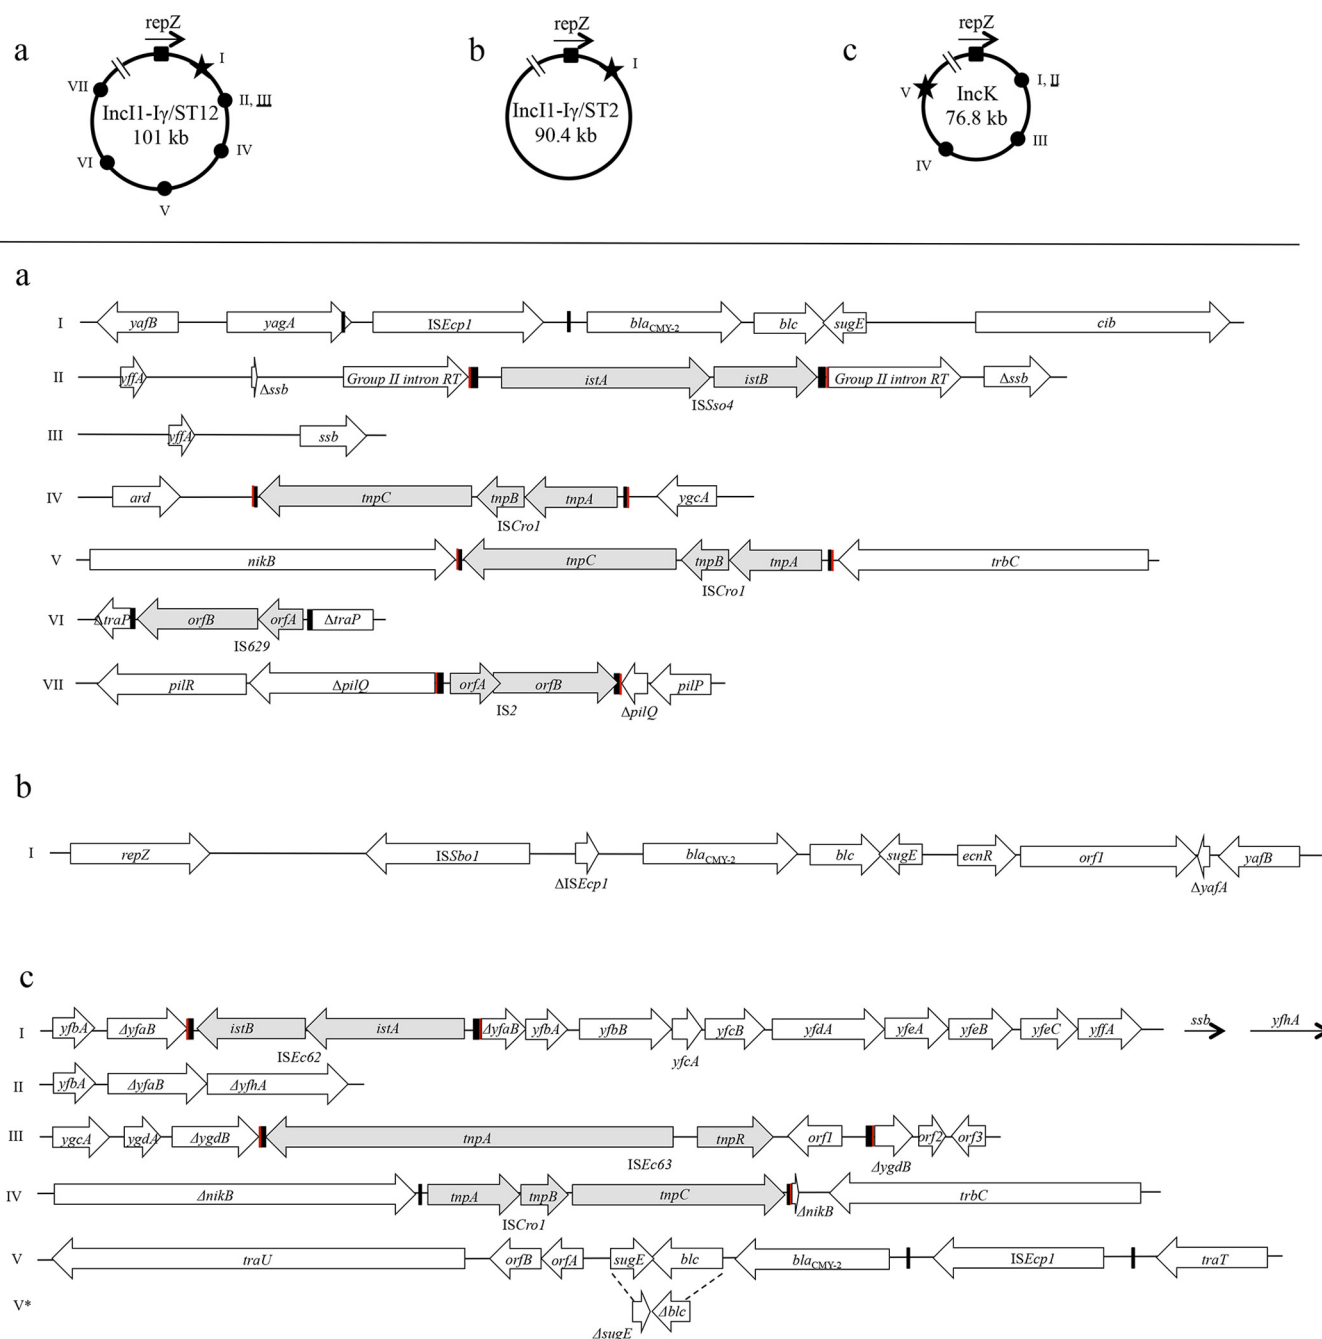 a
repZ
I
VII
II, III
IncI1-Iγ/ST12
101 kb
IV
VI
V
b
repZ
I
IncI1-Iγ/ST2
90.4 kb
c
repZ
I, II
V
IncK
76.8 kb
III
IV
a
I yafB yagA ISEcp1 blaCMY-2 blc sugE cib
II yffA Δssb Group II intron RT istA istB Group II intron RT Δssb
ISSso4
III yffA ssb
IV ard tnpC tnpB tnpA ygcA
ISCro1
V nikB tnpC tnpB tnpA trbC
ISCro1
VI ΔtraP orfB orfA ΔtraP
IS629
VII pilR ΔpilQ orfA orfB pilP
IS2 ΔpilQ
b
I repZ ISSbo1 blaCMY-2 blc sugE ecnR orf1 yafB
ΔISEcp1 ΔyafA
c
I yfbA ΔyfaB istB istA ΔyfaB yfbA yfbB yfcB yfdA yfeA yfeB yfeC yffA ssb yfhA
ISEc62 yfcA
II yfbA ΔyfaB ΔyfhA
III ygcA ygdA ΔygdB tnpA tnpR orf1 orf2 orf3
ISEc63 ΔygdB
IV ΔnikB tnpA tnpB tnpC ΔnikB trbC
ISCro1
V traU orfB orfA sugE blc blaCMY-2 ISEcp1 traT
V* Δblc
ΔsugE